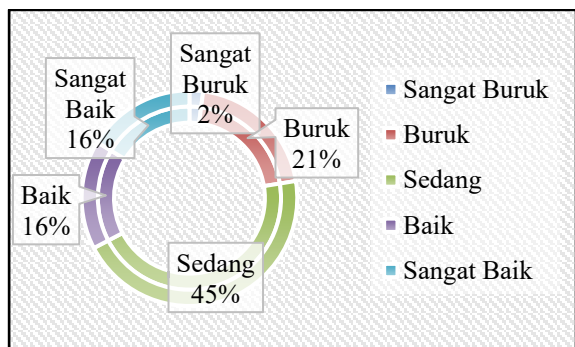 Sangat
Buruk
2%
Buruk
21%
Sedang
45%
Baik
16%
Sangat
Baik
16%
Sangat Buruk
Buruk
Sedang
Baik
Sangat Baik